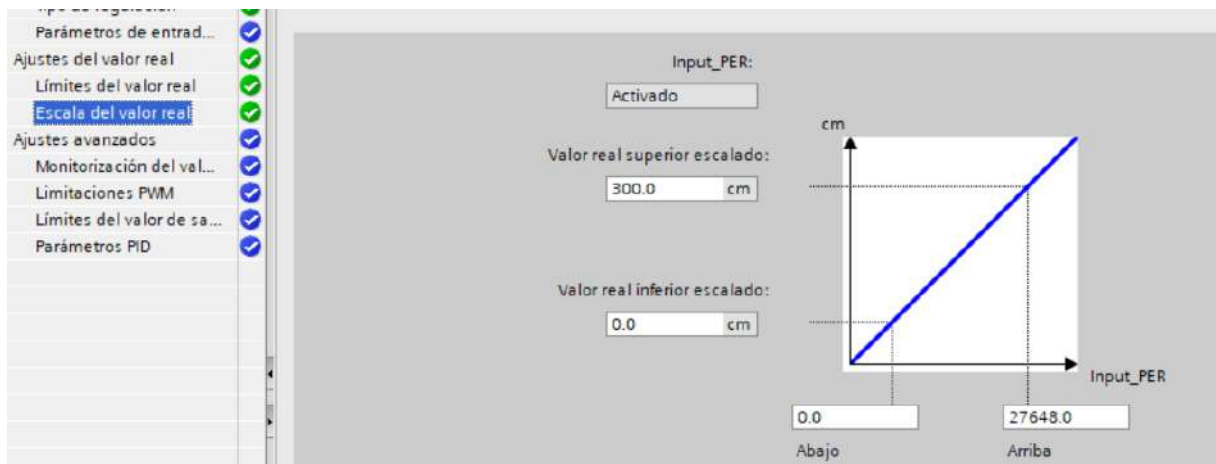 Parámetros de entrad...
Ajustes del valor real
Límites del valor real
Escala del valor real
Ajustes avanzados
Monitorización del val...
Limitaciones PWM
Límites del valor de sa...
Parámetros PID
Input_PER:
Activado
cm
Valor real superior escalado:
300.0 cm
Valor real inferior escalado:
0.0 cm
Input_PER
0.0 27648.0
Abajo Arriba